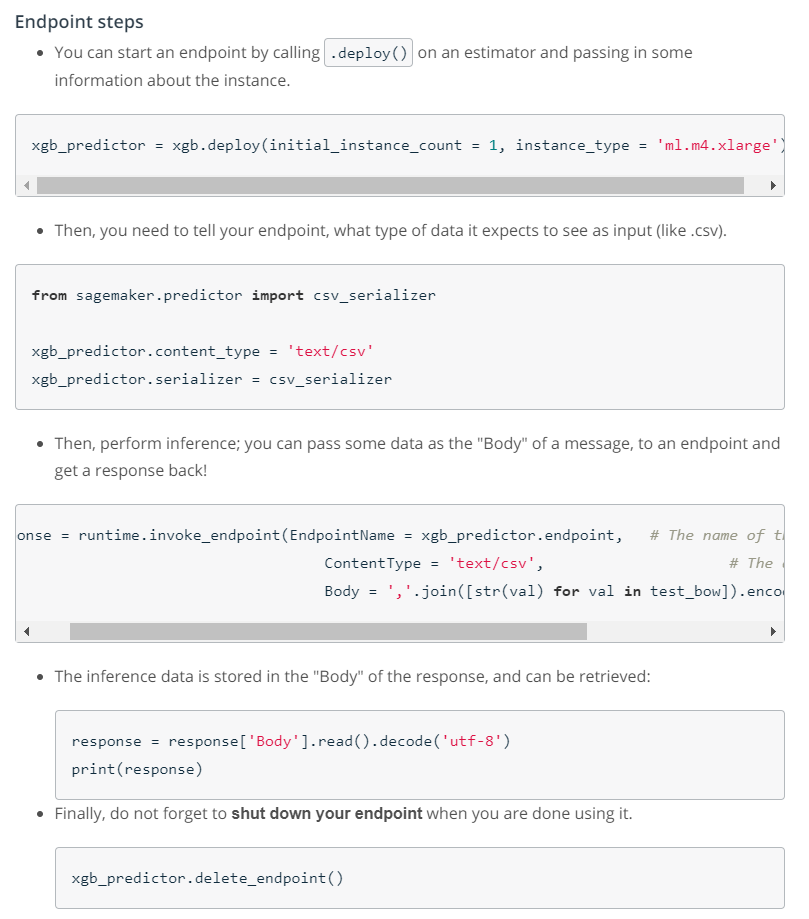 Endpoint steps
You can start an endpoint by calling .deploy() on an estimator and passing in some
information about the instance.
xgb_predictor = xgb.deploy(initial_instance_count = 1, instance_type = 'ml.m4.xlarge')
Then, you need to tell your endpoint, what type of data it expects to see as input (like .csv).
from sagemaker.predictor import csv_serializer
xgb_predictor.content_type = 'text/csv'
xgb_predictor.serializer = csv_serializer
Then, perform inference; you can pass some data as the "Body" of a message, to an endpoint and
get a response back!
onse = runtime.invoke_endpoint(EndpointName = xgb_predictor.endpoint, # The name of
ContentType = 'text/csv', # The
Body = ','.join([str(val) for val in test_bow]).enco
The inference data is stored in the "Body" of the response, and can be retrieved:
response = response['Body'].read().decode('utf-8')
print(response)
Finally, do not forget to shut down your endpoint when you are done using it.
xgb_predictor.delete_endpoint()